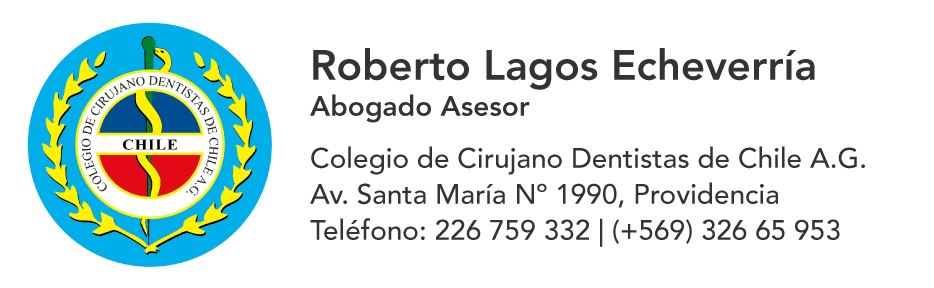 COLEGIO DE CIRUJANO DENTISTAS DE CHILE A.G.
CHILE
Roberto Lagos Echeverría
Abogado Asesor
Colegio de Cirujano Dentistas de Chile A.G.
Av. Santa María Nº 1990, Providencia
Teléfono: 226 759 332 | (+569) 326 65 953